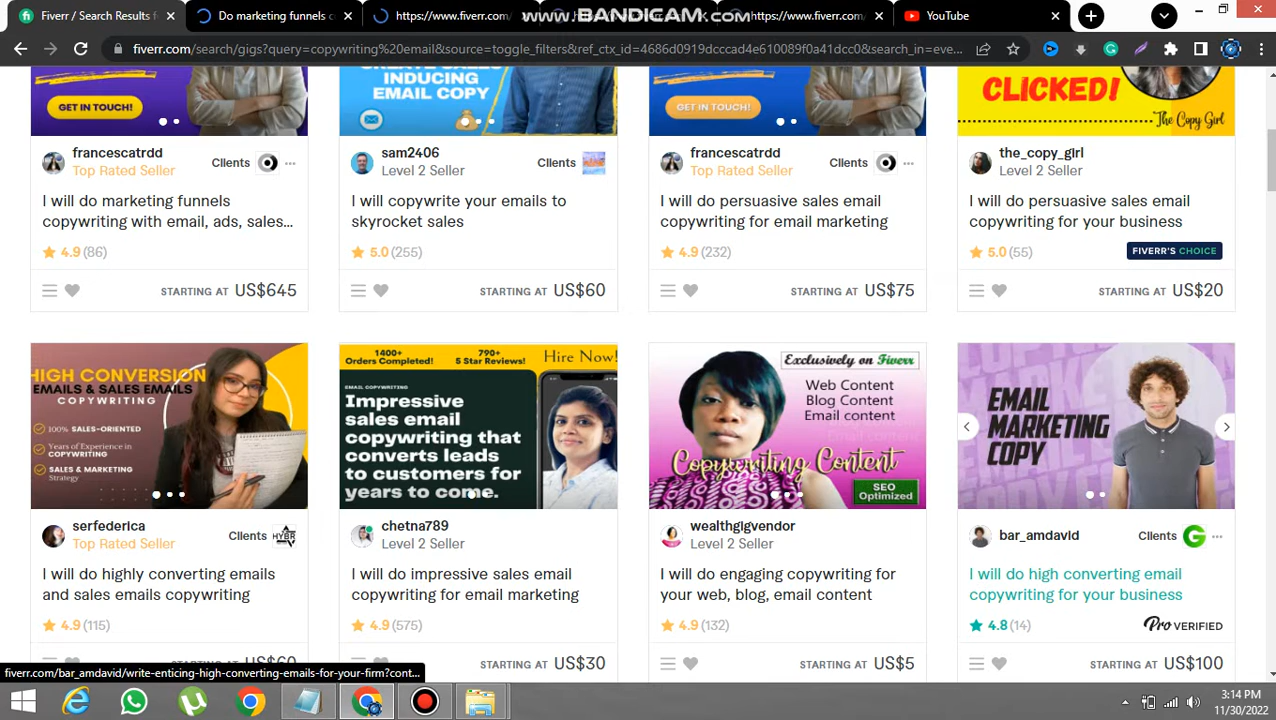 Fiverr / Search Results f
Do marketing funnels c
https://www.fiverr.com/
https://www.fiverr.com/
YouTube
www.BANDICAM.com
fiverr.com/search/gigs?query=copywriting%20email&source=toggle_filters&ref_ctx_id=4686d0919dcccad4e610089f0a41dcc0&search_in=eve...
GET IN TOUCH!
INDUCING
EMAIL COPY
GET IN TOUCH!
CLICKED!
The Copy Girl
francescatrdd
Top Rated Seller
Clients
sam2406
Level 2 Seller
Clients
francescatrdd
Top Rated Seller
Clients
the_copy_girl
Level 2 Seller
I will do marketing funnels
copywriting with email, ads, sales...
I will copywrite your emails to
skyrocket sales
I will do persuasive sales email
copywriting for email marketing
I will do persuasive sales email
copywriting for your business
4.9 (86)
5.0 (255)
4.9 (232)
5.0 (55)
FIVERR'S CHOICE
STARTING AT US$645
STARTING AT US$60
STARTING AT US$75
STARTING AT US$20
HIGH CONVERSION
EMAILS & SALES EMAILS
COPYWRITING
100% SALES-ORIENTED
Years of Experience in
COPYWRITING
SALES & MARKETING
Strategy
1400+
Orders Completed!
790+
5 Star Reviews!
Hire Now!
EMAIL COPYWRITING
Impressive
sales email
copywriting that
converts leads
to customers for
years to come.
Exclusively on Fiverr
Web Content
Blog Content
Email content
Copywriting Content
SEO
Optimized
EMAIL
MARKETING
COPY
serfederica
Top Rated Seller
Clients
HYBR
chetna789
Level 2 Seller
wealthgigvendor
Level 2 Seller
bar_amdavid
Clients
I will do highly converting emails
and sales emails copywriting
I will do impressive sales email
copywriting for email marketing
I will do engaging copywriting for
your web, blog, email content
I will do high converting email
copywriting for your business
4.9 (115)
4.9 (575)
4.9 (132)
4.8 (14)
Pro VERIFIED
US$60
STARTING AT US$30
STARTING AT US$5
STARTING AT US$100
fiverr.com/bar_amdavid/write-enticing-high-converting-emails-for-your-firm?cont...
3:14 PM
11/30/2022